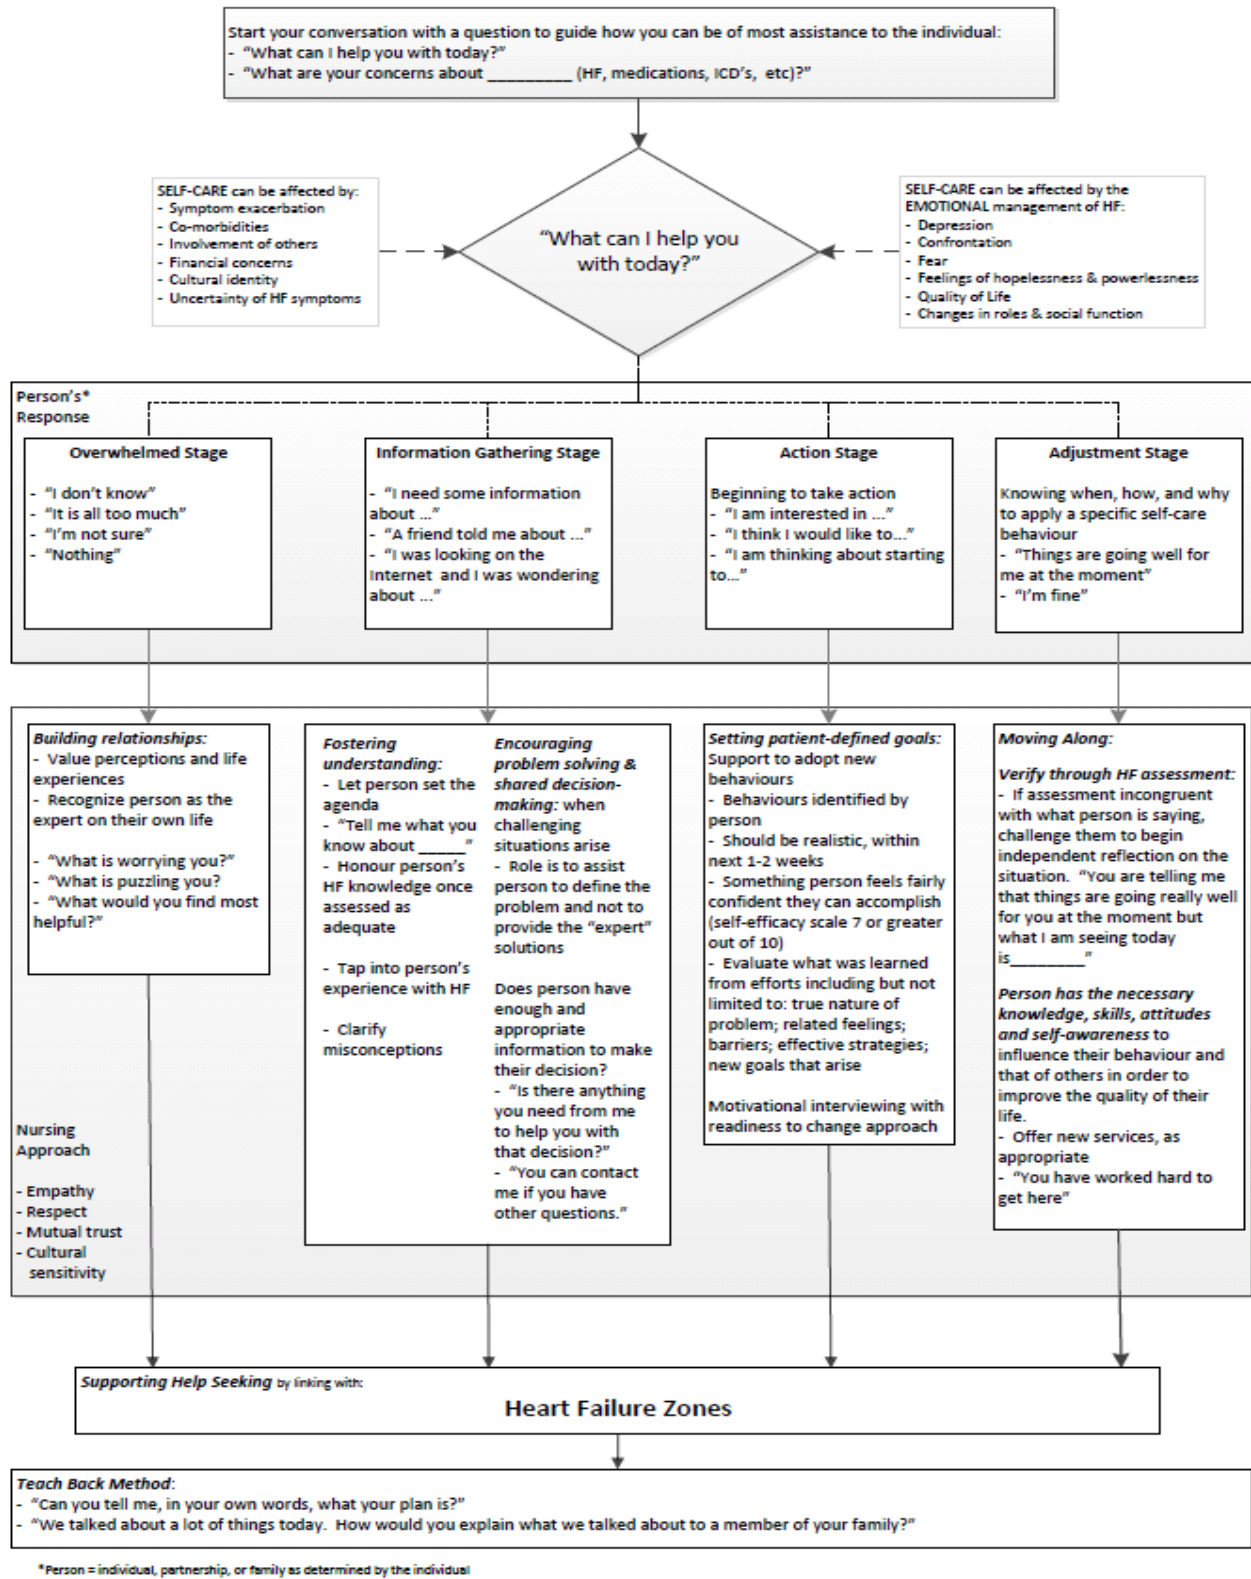 Start your conversation with a question to guide how you can be of most assistance to the individual:
- “What can I help you with today?”
- “What are your concerns about _________ (HF, medications, ICD’s, etc)?”
SELF-CARE can be affected by:
- Symptom exacerbation
- Co-morbidities
- Involvement of others
- Financial concerns
- Cultural identity
- Uncertainty of HF symptoms
“What can I help you
with today?”
SELF-CARE can be affected by the
EMOTIONAL management of HF:
- Depression
- Confrontation
- Fear
- Feelings of hopelessness & powerlessness
- Quality of Life
- Changes in roles & social function
Person’s*
Response
Overwhelmed Stage
- “I don’t know”
- “It is all too much”
- “I’m not sure”
- “Nothing”
Information Gathering Stage
- “I need some information
about ...”
- “A friend told me about ...”
- “I was looking on the
Internet and I was wondering
about ...”
Action Stage
Beginning to take action
- “I am interested in ...”
- “I think I would like to...”
- “I am thinking about starting
to...”
Adjustment Stage
Knowing when, how, and why
to apply a specific self-care
behaviour
- “Things are going well for
me at the moment”
- “I’m fine”
Building relationships:
- Value perceptions and life
experiences
- Recognize person as the
expert on their own life
- “What is worrying you?”
- “What is puzzling you?
- “What would you find most
helpful?”
Fostering
understanding:
- Let person set the
agenda
- “Tell me what you
know about _____”
- Honour person’s
HF knowledge once
assessed as
adequate
- Tap into person’s
experience with HF
- Clarify
misconceptions
Encouraging
problem solving &
shared decision-
making: when
challenging
situations arise
- Role is to assist
person to define the
problem and not to
provide the “expert”
solutions
Does person have
enough and
appropriate
information to make
their decision?
- “Is there anything
you need from me
to help you with
that decision?”
- “You can contact
me if you have
other questions.”
Setting patient-defined goals:
Support to adopt new
behaviours
- Behaviours identified by
person
- Should be realistic, within
next 1-2 weeks
- Something person feels fairly
confident they can accomplish
(self-efficacy scale 7 or greater
out of 10)
- Evaluate what was learned
from efforts including but not
limited to: true nature of
problem; related feelings;
barriers; effective strategies;
new goals that arise
Motivational interviewing with
readiness to change approach
Moving Along:
Verify through HF assessment:
- If assessment incongruent
with what person is saying,
challenge them to begin
independent reflection on the
situation. “You are telling me
that things are going really well
for you at the moment but
what I am seeing today
is________”
Person has the necessary
knowledge, skills, attitudes
and self-awareness to
influence their behaviour and
that of others in order to
improve the quality of their
life.
- Offer new services, as
appropriate
- “You have worked hard to
get here”
Nursing
Approach
- Empathy
- Respect
- Mutual trust
- Cultural
sensitivity
Supporting Help Seeking by linking with:
Heart Failure Zones
Teach Back Method:
- “Can you tell me, in your own words, what your plan is?”
- “We talked about a lot of things today. How would you explain what we talked about to a member of your family?”
*Person = individual, partnership, or family as determined by the individual